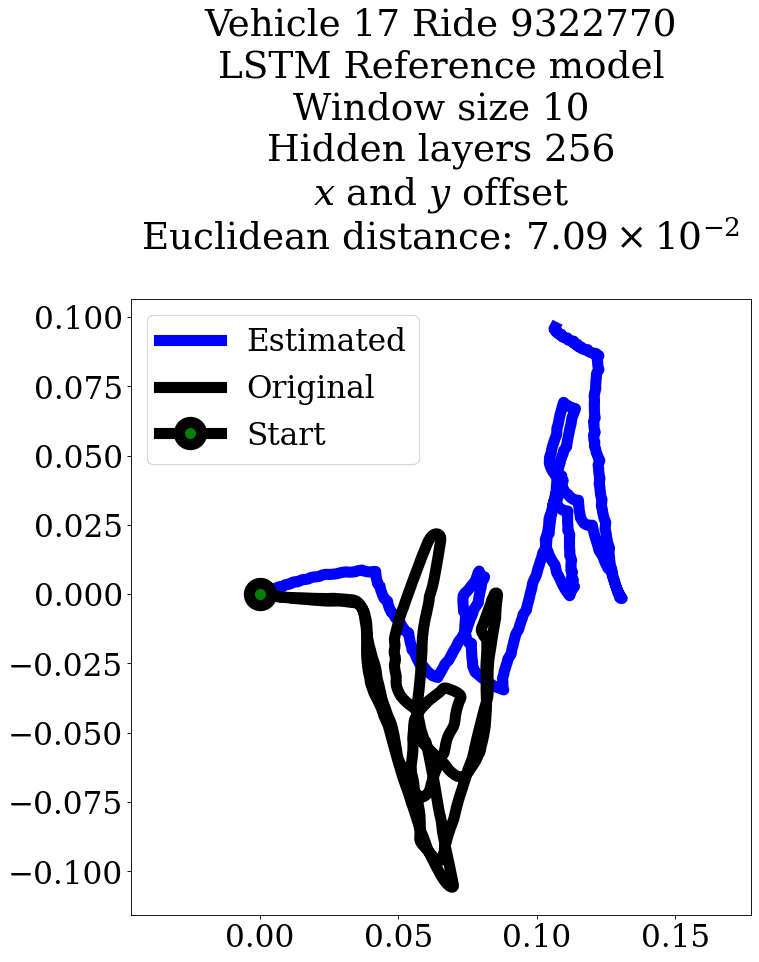 Vehicle 17 Ride 9322770
LSTM Reference model
Window size 10
Hidden layers 256
x and y offset
Euclidean distance: 7.09 × 10⁻²
Estimated
Original
Start
0.100
0.075
0.050
0.025
0.000
−0.025
−0.050
−0.075
−0.100
0.00 0.05 0.10 0.15